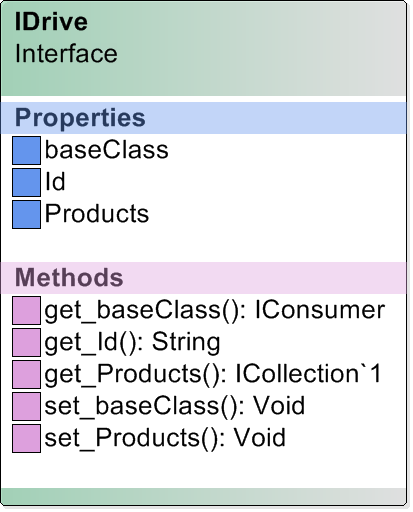 IDrive
Interface
Properties
baseClass
Id
Products
Methods
get_baseClass(): IConsumer
get_Id(): String
get_Products(): ICollection`1
set_baseClass(): Void
set_Products(): Void